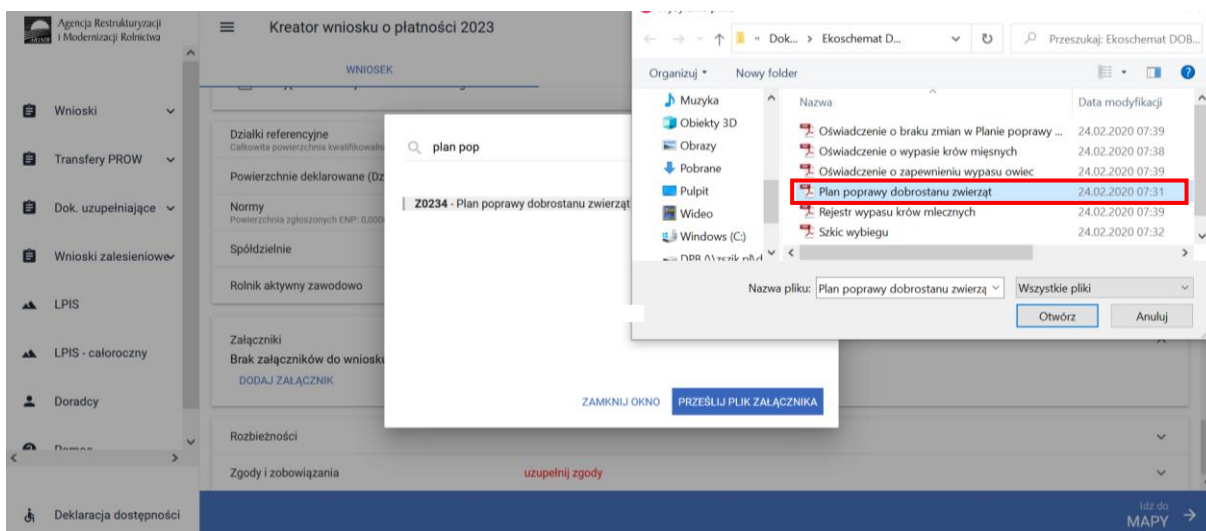 Agencja Restrukturyzacji
i Modernizacji Rolnictwa
Wnioski
Transfery PROW
Dok. uzupełniające
Wnioski zalesieniowe
LPIS
LPIS - całoroczny
Doradcy
Deklaracja dostępności
Kreator wniosku o płatności 2023
WNIOSEK
Działki referencyjne
Całkowita powierzchnia kwalifikowaln
Powierzchnie deklarowane (Dz
Normy
Powierzchnia zgłoszonych ENP: 0,000
Spółdzielnie
Rolnik aktywny zawodowo
Załączniki
Brak załączników do wniosku
DODAJ ZAŁĄCZNIK
Rozbieżności
Zgody i zobowiązania uzupełnij zgody
Idź do
MAPY
plan pop
Z0234 - Plan poprawy dobrostanu zwierząt
ZAMKNIJ OKNO PRZEŚLIJ PLIK ZAŁĄCZNIKA
« Dok... > Ekoschemat D... Przeszukaj: Ekoschemat DOB...
Organizuj Nowy folder
Muzyka
Obiekty 3D
Obrazy
Pobrane
Pulpit
Wideo
Windows (C:)
Nazwa Data modyfikacji
Oświadczenie o braku zmian w Planie poprawy ... 24.02.2020 07:39
Oświadczenie o wypasie krów mięsnych 24.02.2020 07:38
Oświadczenie o zapewnieniu wypasu owiec 24.02.2020 07:39
Plan poprawy dobrostanu zwierząt 24.02.2020 07:31
Rejestr wypasu krów mlecznych 24.02.2020 07:39
Szkic wybiegu 24.02.2020 07:32
Nazwa pliku: Plan poprawy dobrostanu zwierzą Wszystkie pliki
Otwórz Anuluj